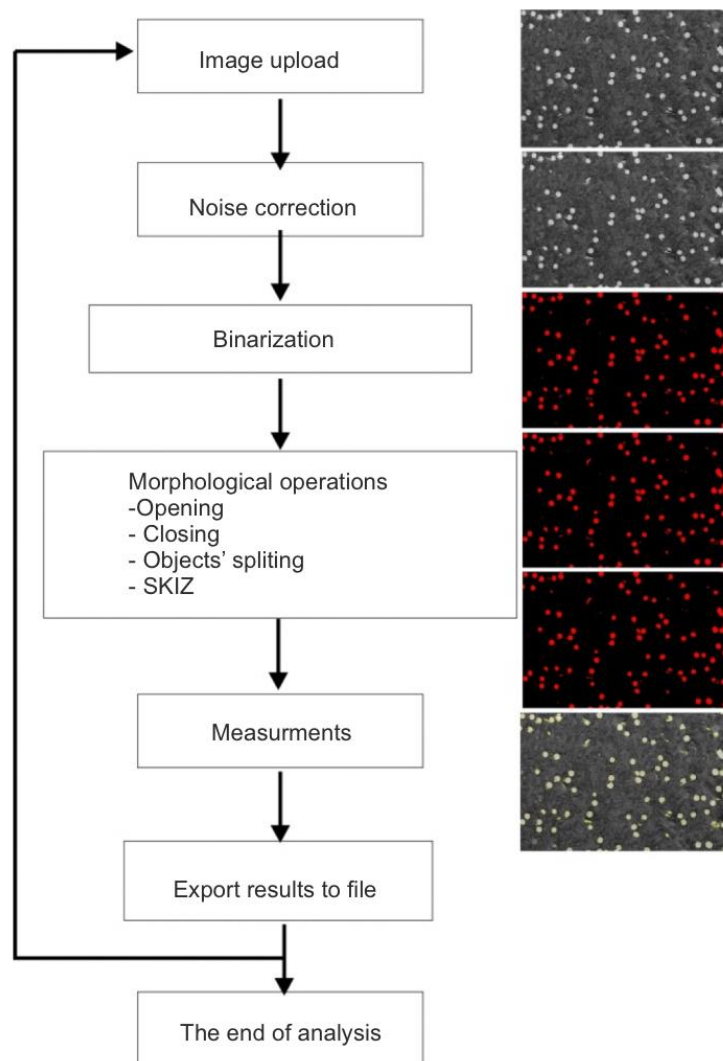 Image upload
Noise correction
Binarization
Morphological operations
-Opening
- Closing
- Objects' spliting
- SKIZ
Measurments
Export results to file
The end of analysis